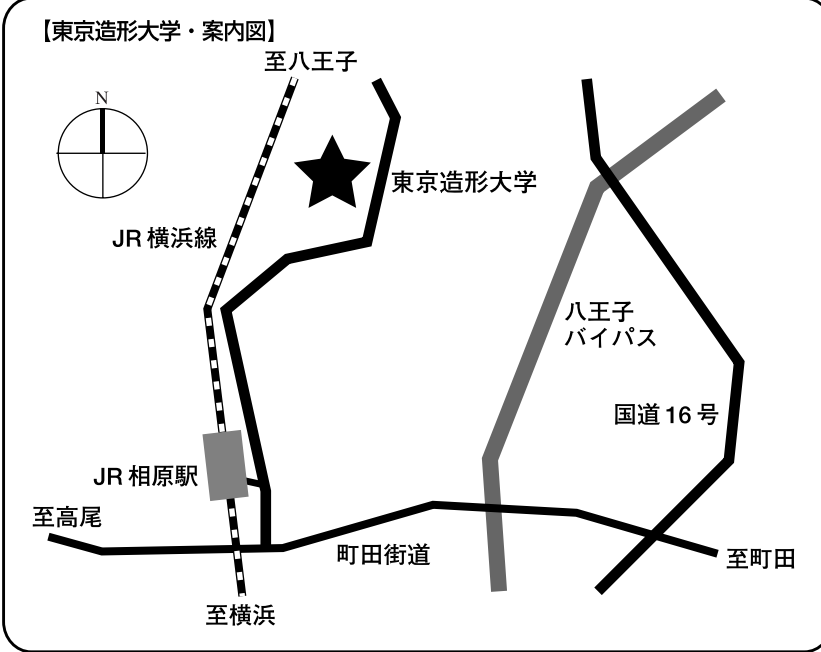 【東京造形大学・案内図】
至八王子
N
東京造形大学
JR 横浜線
八王子
バイパス
国道 16 号
JR 相原駅
至高尾
町田街道
至町田
至横浜